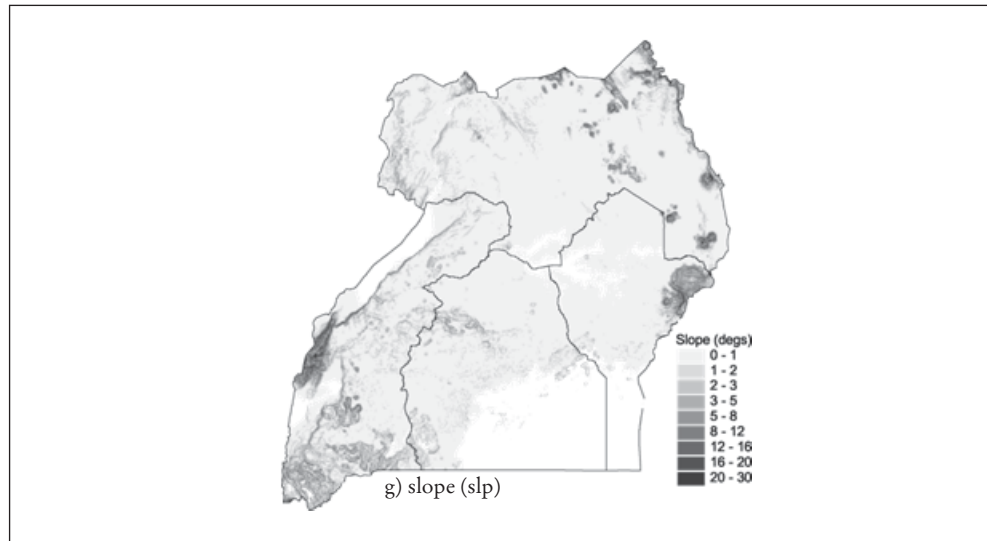 Slope (degs)
0 - 1
1 - 2
2 - 3
3 - 5
5 - 8
8 - 12
12 - 16
16 - 20
20 - 30
g) slope (slp)